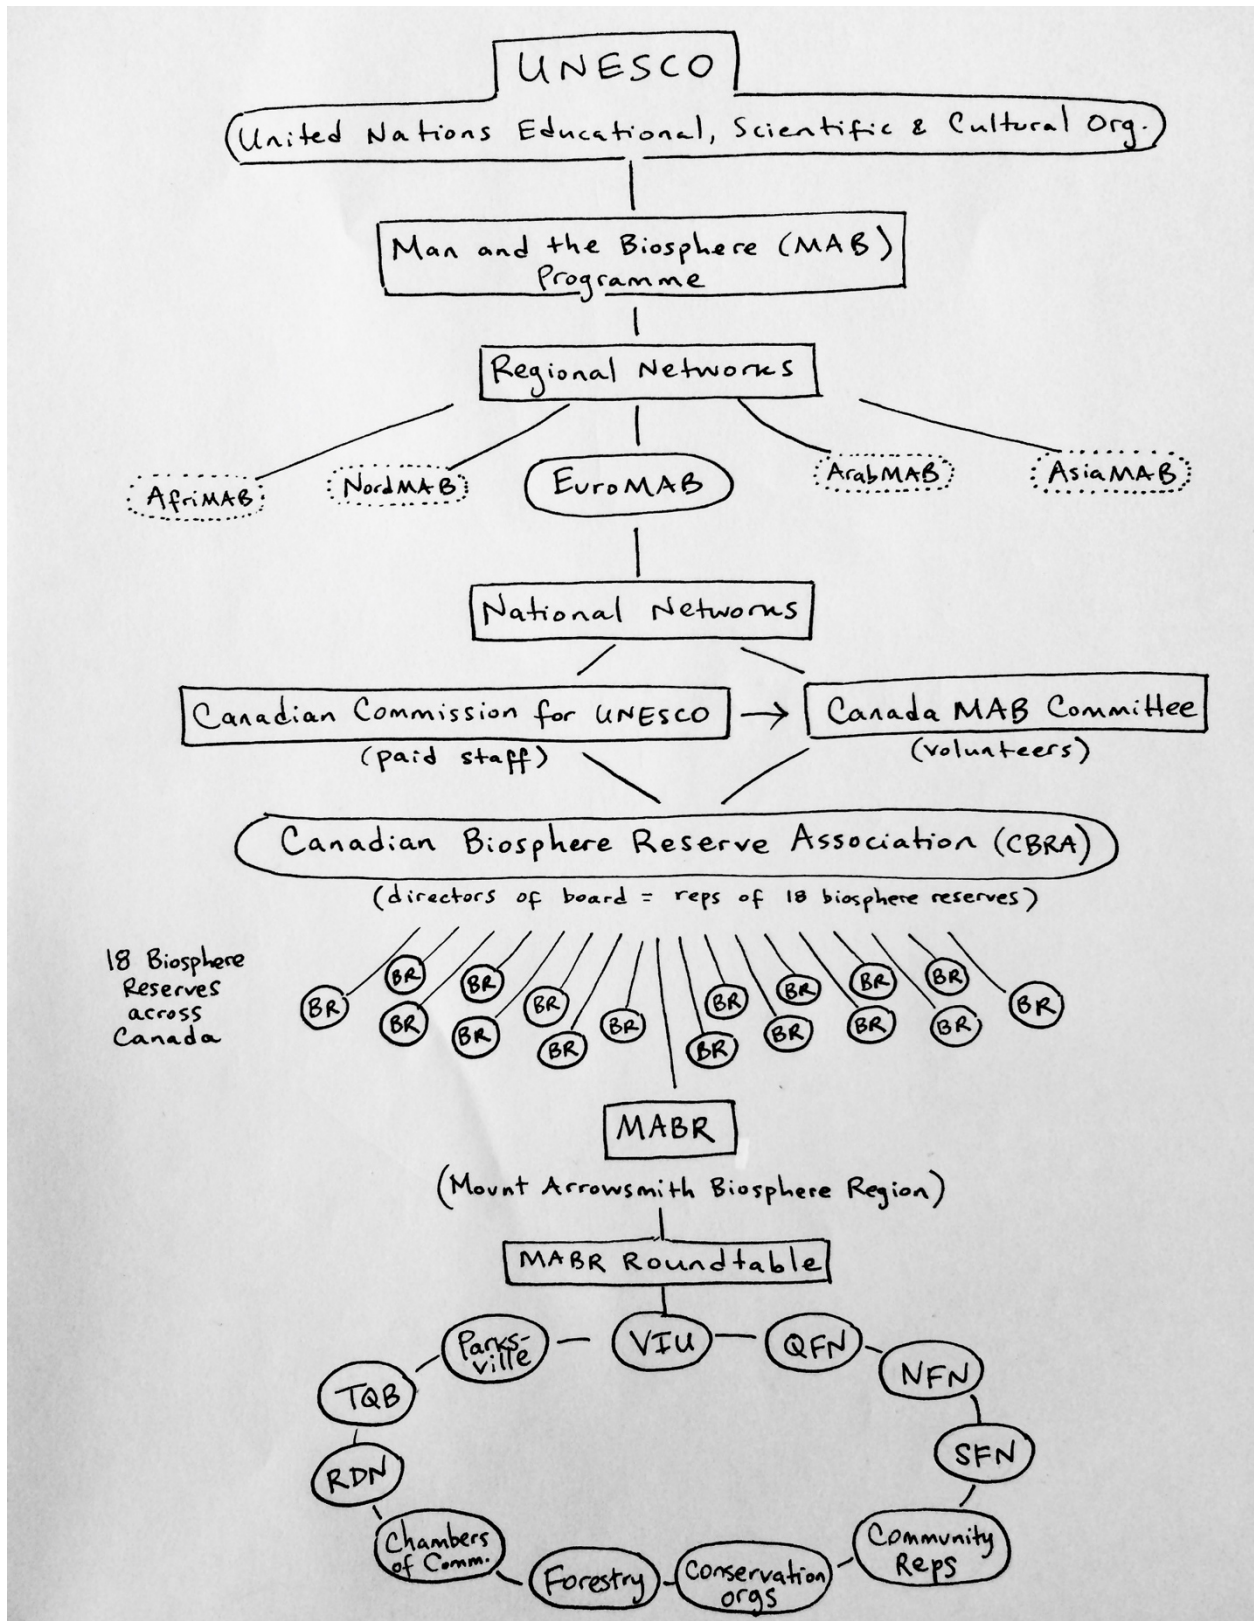 UNESCO
United Nations Educational, Scientific & Cultural Org.
Man and the Biosphere (MAB)
Programme
Regional Networks
AfriMAB NordMAB EuroMAB ArabMAB AsiaMAB
National Networks
Canadian Commission for UNESCO → Canada MAB Committee
(paid staff) (volunteers)
Canadian Biosphere Reserve Association (CBRA)
(directors of board = reps of 18 biosphere reserves)
18 Biosphere
Reserves
across
Canada
BR BR BR BR BR BR BR BR BR
BR BR BR BR BR BR BR BR
MABR
(Mount Arrowsmith Biosphere Region)
MABR Roundtable
Parks-
ville
VIU
QFN
NFN
SFN
TQB
RDN
Chambers
of Comm.
Forestry
Conservation
orgs
Community
Reps